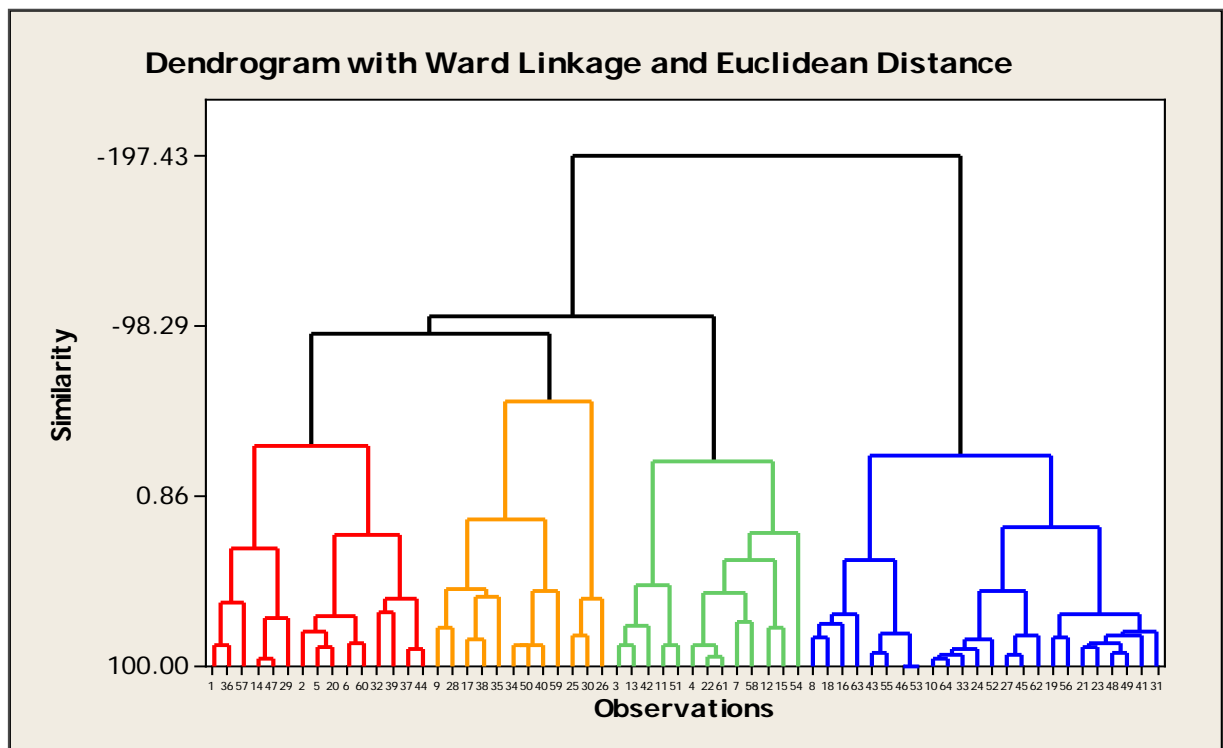 Dendrogram with Ward Linkage and Euclidean Distance
-197.43
-98.29
0.86
100.00
Similarity
1 36 57 14 47 29 2 5 20 6 60 32 39 37 44 9 28 17 38 35 34 50 40 59 25 30 26 3 13 42 11 51 4 22 61 7 58 12 15 54 8 18 16 63 43 55 46 53 10 64 33 24 52 27 45 62 19 56 21 23 48 49 41 31
Observations